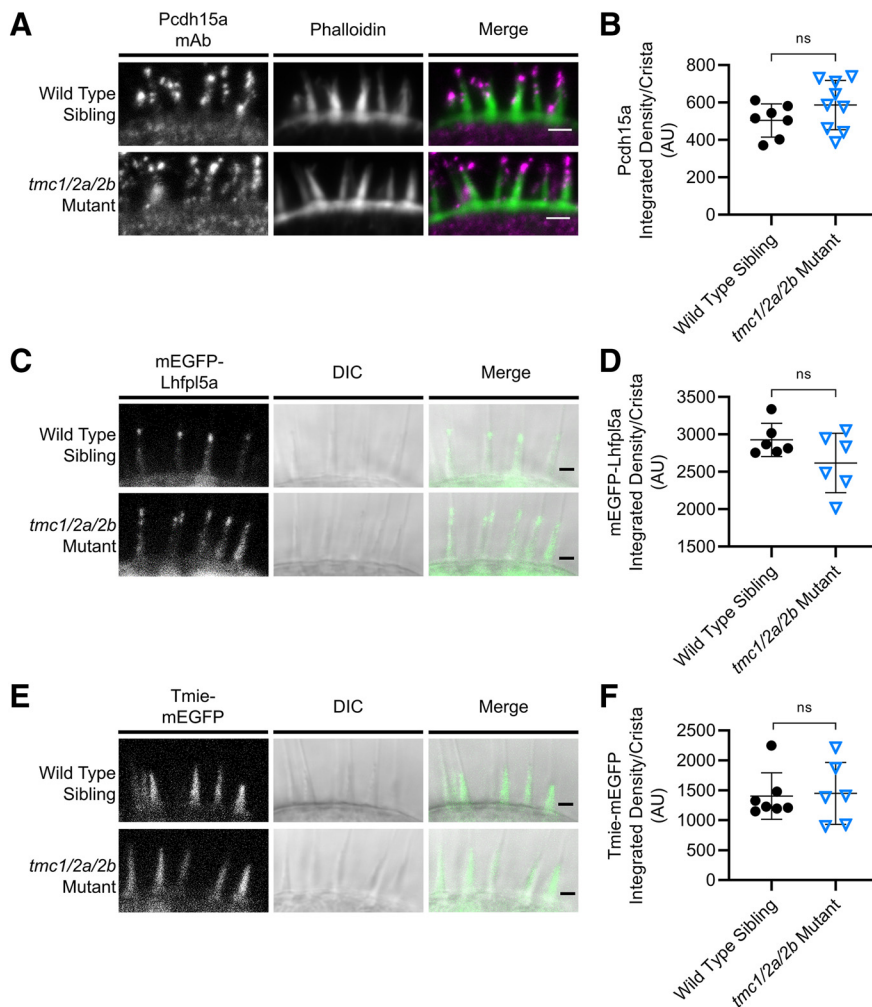 A
Pcdh15a
mAb
Phalloidin
Merge
Wild Type
Sibling
tmc1/2a/2b
Mutant
B
ns
Pcdh15a
Integrated Density/Crista
(AU)
800
600
400
200
0
Wild Type Sibling
tmc1/2a/2b Mutant
C
mEGFP-
Lhfpl5a
DIC
Merge
Wild Type
Sibling
tmc1/2a/2b
Mutant
D
ns
mEGFP-Lhfpl5a
Integrated Density/Crista
(AU)
3500
3000
2500
2000
1500
Wild Type Sibling
tmc1/2a/2b Mutant
E
Tmie-
mEGFP
DIC
Merge
Wild Type
Sibling
tmc1/2a/2b
Mutant
F
ns
Tmie-mEGFP
Integrated Density/Crista
(AU)
2500
2000
1500
1000
500
0
Wild Type Sibling
tmc1/2a/2b Mutant